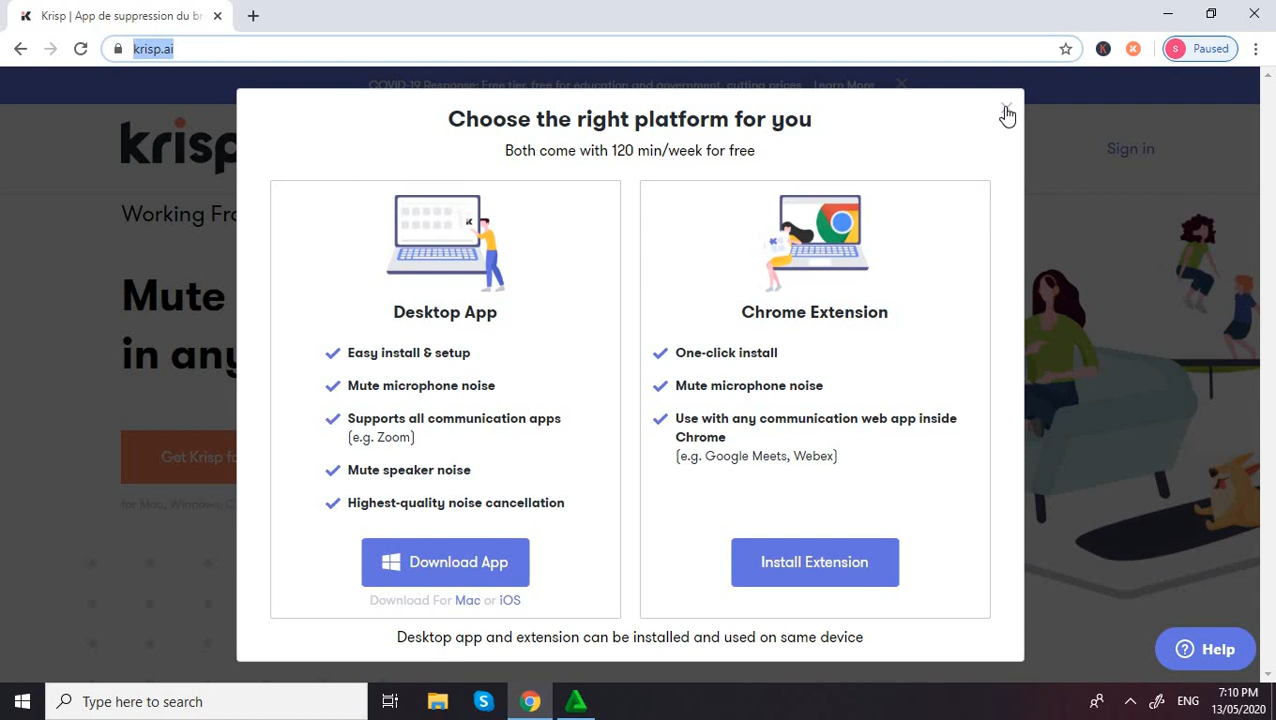 Krisp | App de suppression du br
krisp.ai
Paused
COVID-19 Response: Free tier, free for education and government, cutting prices Learn More
krisp
Sign in
Working Fro
Mute
in any
Get Krisp fo
for Mac, Windows, C
Choose the right platform for you
Both come with 120 min/week for free
Desktop App
Easy install & setup
Mute microphone noise
Supports all communication apps
(e.g. Zoom)
Mute speaker noise
Highest-quality noise cancellation
Download App
Download For Mac or iOS
Chrome Extension
One-click install
Mute microphone noise
Use with any communication web app inside
Chrome
(e.g. Google Meets, Webex)
Install Extension
Desktop app and extension can be installed and used on same device
Help
Type here to search
ENG
7:10 PM
13/05/2020